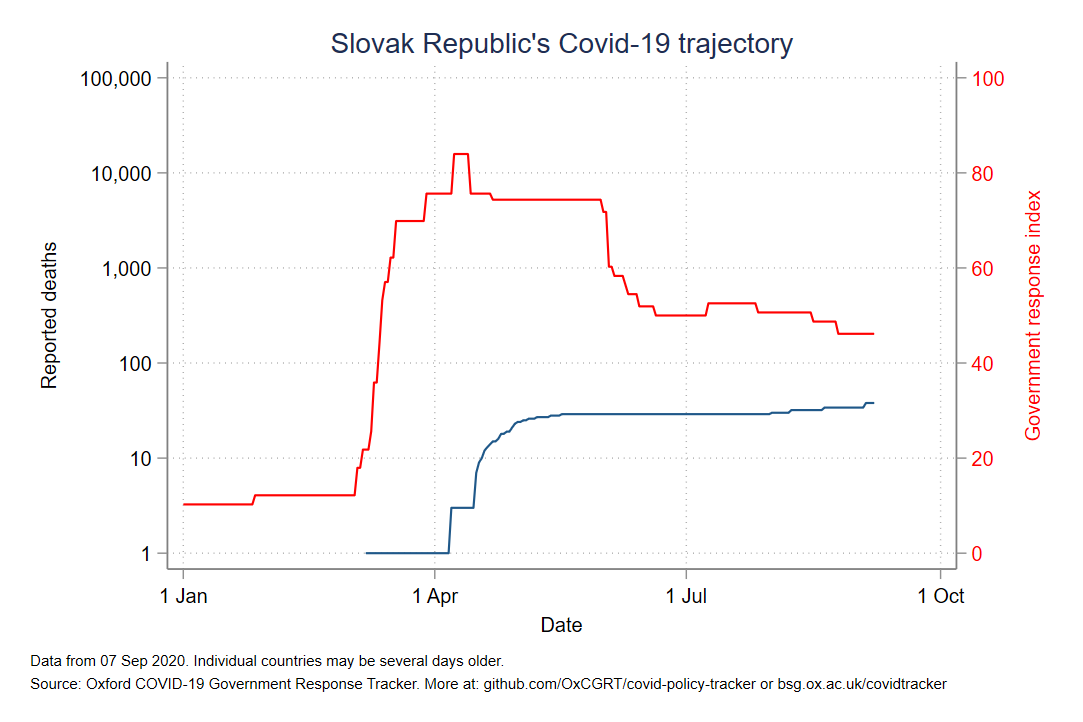 Slovak Republic's Covid-19 trajectory
100,000
10,000
1,000
100
10
1
Reported deaths
100
80
60
40
20
0
Government response index
1 Jan
1 Apr
1 Jul
1 Oct
Date
Data from 07 Sep 2020. Individual countries may be several days older.
Source: Oxford COVID-19 Government Response Tracker. More at: github.com/OxCGRT/covid-policy-tracker or bsg.ox.ac.uk/covidtracker